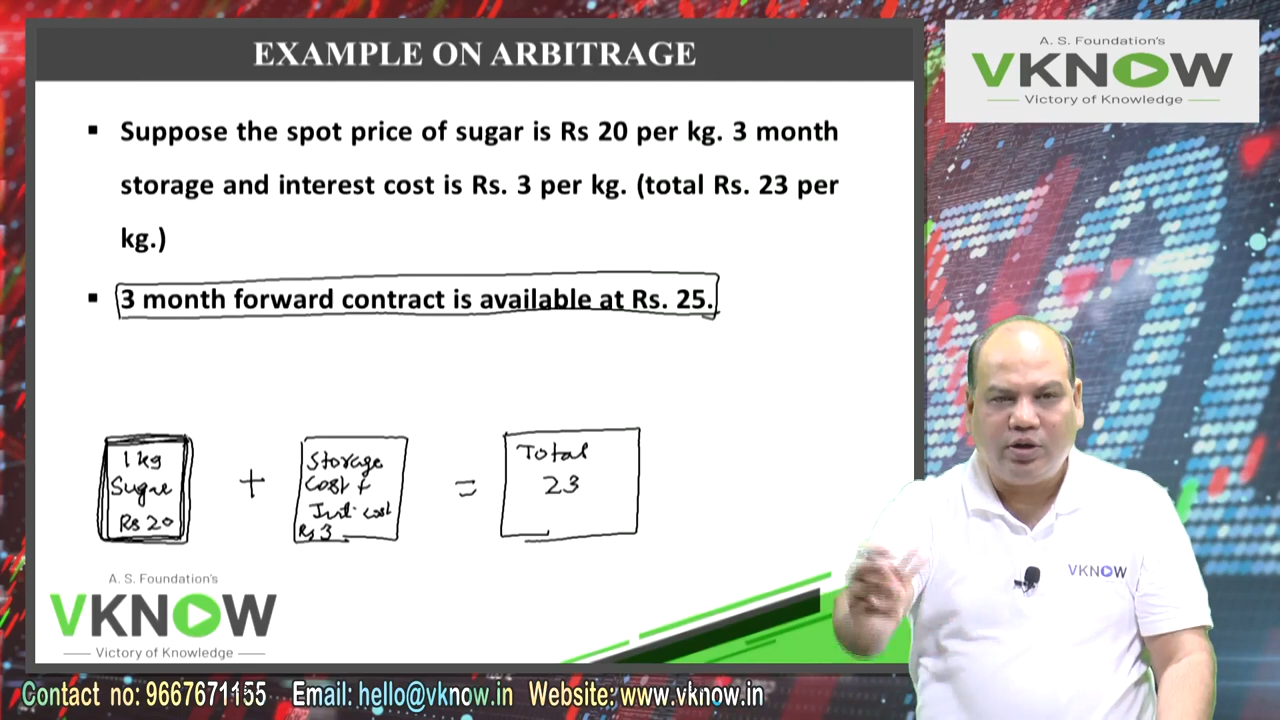 EXAMPLE ON ARBITRAGE
A. S. Foundation's
VKNOW
Victory of Knowledge
▪ Suppose the spot price of sugar is Rs 20 per kg. 3 month
storage and interest cost is Rs. 3 per kg. (total Rs. 23 per
kg.)
▪ 3 month forward contract is available at Rs. 25.
1 kg
Sugar
Rs 20
+
Storage
Cost +
Int. cost
Rs 3
=
Total
23
A. S. Foundation's
VKNOW
Victory of Knowledge
VKNOW
Contact no: 9667671155 Email: hello@vknow.in Website: www.vknow.in